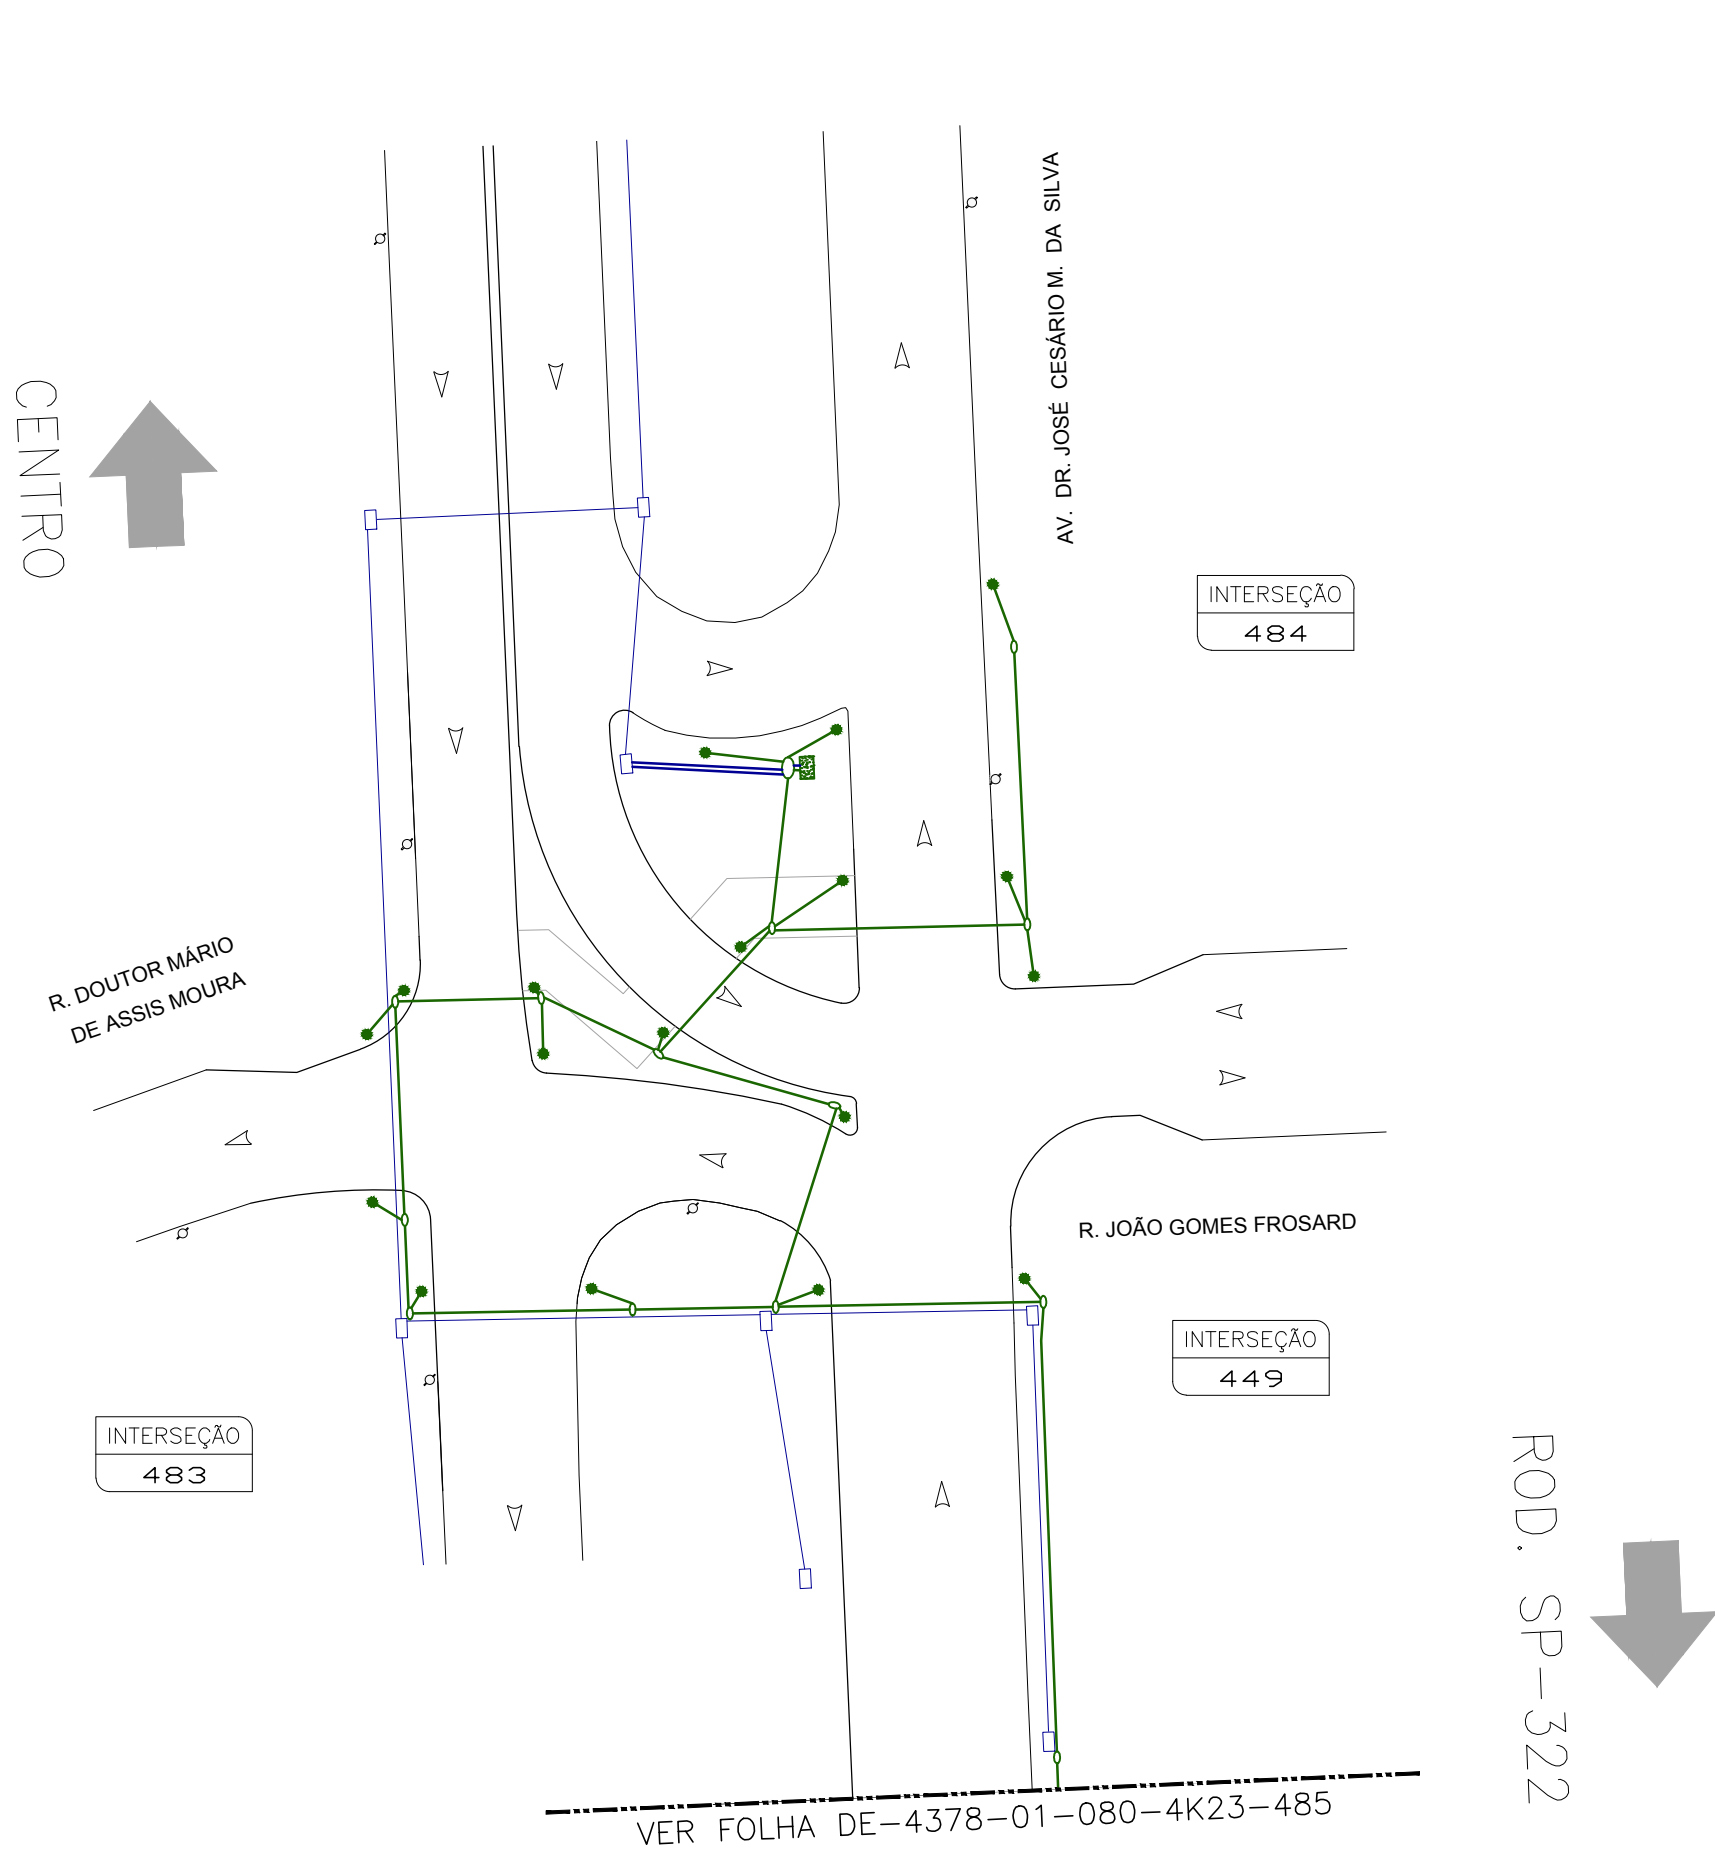 AV. DR. JOSÉ CESÁRIO M. DA SILVA
CENTRO
INTERSEÇÃO
484
R. DOUTOR MÁRIO
DE ASSIS MOURA
R. JOÃO GOMES FROSARD
INTERSEÇÃO
449
INTERSEÇÃO
483
ROD. SP-322
VER FOLHA DE-4378-01-080-4K23-485